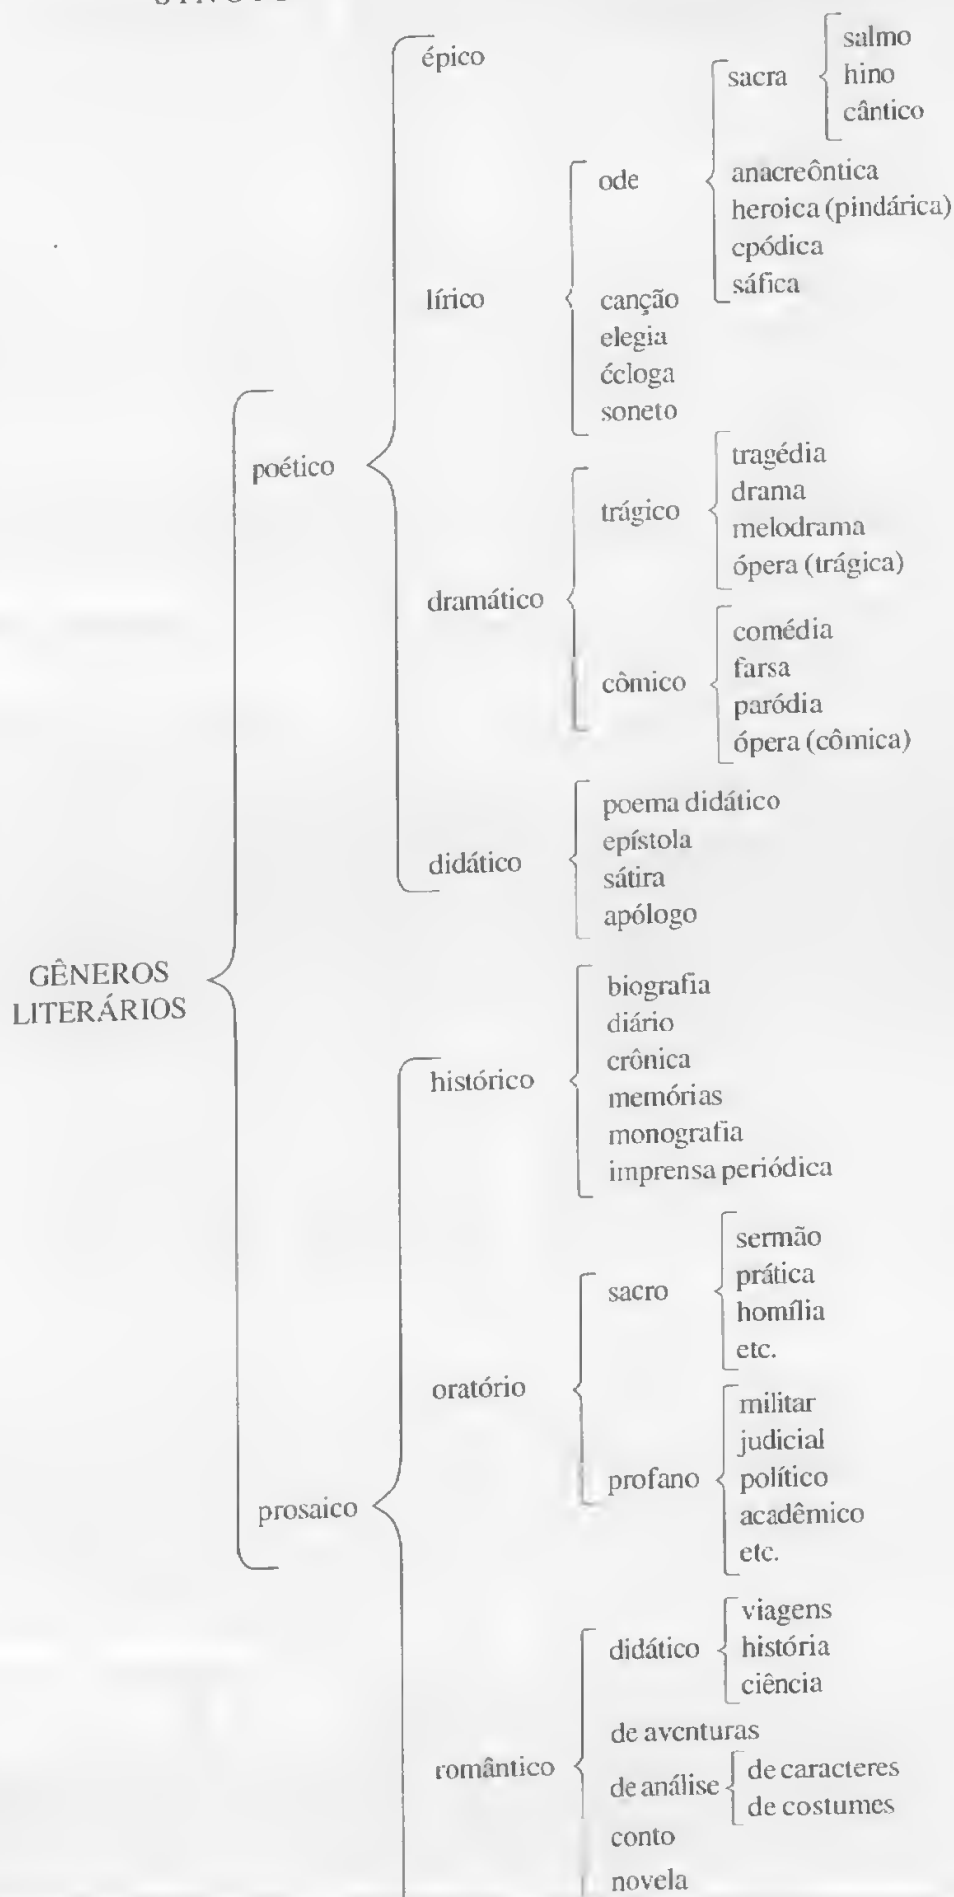 épico
sacra
salmo
hino
cântico
ode
anacreôntica
heroica (pindárica)
epódica
sáfica
lírico
canção
elegia
écloga
soneto
poético
trágico
tragédia
drama
melodrama
ópera (trágica)
dramático
cômico
comédia
farsa
paródia
ópera (cômica)
didático
poema didático
epístola
sátira
apólogo
GÊNEROS
LITERÁRIOS
histórico
biografia
diário
crônica
memórias
monografia
imprensa periódica
sacro
sermão
prática
homília
etc.
oratório
profano
militar
judicial
político
acadêmico
etc.
prosaico
didático
viagens
história
ciência
de aventuras
romântico
de análise
de caracteres
de costumes
conto
novela